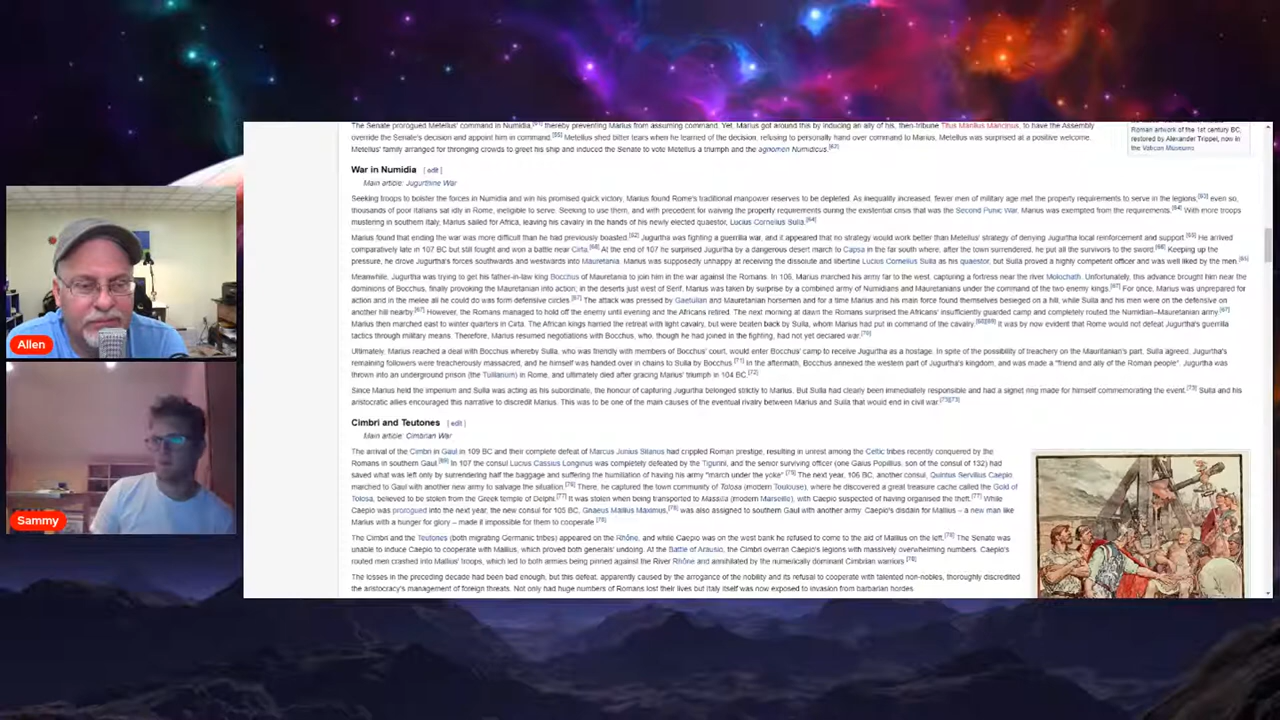 The Senate prorogued Metellus' command in Numidia,[61] thereby preventing Marius from assuming command. Yet, Marius got around this by inducing an ally of his, then-tribune Titus Manlius Mancinus, to have the Assembly
override the Senate's decision and appoint him in command.[55] Metellus shed bitter tears when he learned of the decision, refusing to personally hand over command to Marius. Metellus was surprised at a positive welcome.
Metellus' family arranged for thronging crowds to greet his ship and induced the Senate to vote Metellus a triumph and the agnomen Numidicus.[62]
Roman artwork of the 1st century BC,
restored by Alexander Trippel, now in
the Vatican Museums
War in Numidia [ edit ]
Main article: Jugurthine War
Seeking troops to bolster the forces in Numidia and win his promised quick victory, Marius found Rome's traditional manpower reserves to be depleted. As inequality increased, fewer men of military age met the property requirements to serve in the legions,[63] even so,
thousands of poor Italians sat idly in Rome, ineligible to serve. Seeking to use them, and with precedent for waiving the property requirements during the existential crisis that was the Second Punic War, Marius was exempted from the requirements.[64] With more troops
mustering in southern Italy, Marius sailed for Africa, leaving his cavalry in the hands of his newly elected quaestor, Lucius Cornelius Sulla.[64]
Marius found that ending the war was more difficult than he had previously boasted.[62] Jugurtha was fighting a guerrilla war, and it appeared that no strategy would work better than Metellus' strategy of denying Jugurtha local reinforcement and support.[55] He arrived
comparatively late in 107 BC but still fought and won a battle near Cirta.[66] At the end of 107 he surprised Jugurtha by a dangerous desert march to Capsa in the far south where, after the town surrendered, he put all the survivors to the sword.[66] Keeping up the
pressure, he drove Jugurtha's forces southwards and westwards into Mauretania. Marius was supposedly unhappy at receiving the dissolute and libertine Lucius Cornelius Sulla as his quaestor, but Sulla proved a highly competent officer and was well liked by the men.[65]
Meanwhile, Jugurtha was trying to get his father-in-law king Bocchus of Mauretania to join him in the war against the Romans. In 106, Marius marched his army far to the west, capturing a fortress near the river Molochath. Unfortunately, this advance brought him near the
dominions of Bocchus, finally provoking the Mauretanian into action; in the deserts just west of Setif, Marius was taken by surprise by a combined army of Numidians and Mauretanians under the command of the two enemy kings.[67] For once, Marius was unprepared for
action and in the melee all he could do was form defensive circles.[67] The attack was pressed by Gaetulian and Mauretanian horsemen and for a time Marius and his main force found themselves besieged on a hill, while Sulla and his men were on the defensive on
another hill nearby.[67] However, the Romans managed to hold off the enemy until evening and the Africans retired. The next morning at dawn the Romans surprised the Africans' insufficiently guarded camp and completely routed the Numidian–Mauretanian army.[67]
Marius then marched east to winter quarters in Cirta. The African kings harried the retreat with light cavalry, but were beaten back by Sulla, whom Marius had put in command of the cavalry.[68][69] It was by now evident that Rome would not defeat Jugurtha's guerrilla
tactics through military means. Therefore, Marius resumed negotiations with Bocchus, who, though he had joined in the fighting, had not yet declared war.[70]
Ultimately, Marius reached a deal with Bocchus whereby Sulla, who was friendly with members of Bocchus' court, would enter Bocchus' camp to receive Jugurtha as a hostage. In spite of the possibility of treachery on the Mauritanian's part, Sulla agreed; Jugurtha's
remaining followers were treacherously massacred, and he himself was handed over in chains to Sulla by Bocchus.[71] In the aftermath, Bocchus annexed the western part of Jugurtha's kingdom, and was made a "friend and ally of the Roman people". Jugurtha was
thrown into an underground prison (the Tullianum) in Rome, and ultimately died after gracing Marius' triumph in 104 BC.[72]
Since Marius held the imperium and Sulla was acting as his subordinate, the honour of capturing Jugurtha belonged strictly to Marius. But Sulla had clearly been immediately responsible and had a signet ring made for himself commemorating the event.[73] Sulla and his
aristocratic allies encouraged this narrative to discredit Marius. This was to be one of the main causes of the eventual rivalry between Marius and Sulla that would end in civil war.[73][73]
Cimbri and Teutones [ edit ]
Main article: Cimbrian War
The arrival of the Cimbri in Gaul in 109 BC and their complete defeat of Marcus Junius Silanus had crippled Roman prestige, resulting in unrest among the Celtic tribes recently conquered by the
Romans in southern Gaul.[69] In 107 the consul Lucius Cassius Longinus was completely defeated by the Tigurini, and the senior surviving officer (one Gaius Popillius, son of the consul of 132) had
saved what was left only by surrendering half the baggage and suffering the humiliation of having his army "march under the yoke".[75] The next year, 106 BC, another consul, Quintus Servilius Caepio,
marched to Gaul with another new army to salvage the situation.[76] There, he captured the town community of Tolosa (modern Toulouse), where he discovered a great treasure cache called the Gold of
Tolosa, believed to be stolen from the Greek temple of Delphi.[77] It was stolen when being transported to Massilia (modern Marseille), with Caepio suspected of having organised the theft.[77] While
Caepio was prorogued into the next year, the new consul for 105 BC, Gnaeus Mallius Maximus,[78] was also assigned to southern Gaul with another army. Caepio's disdain for Mallius – a new man like
Marius with a hunger for glory – made it impossible for them to cooperate.[78]
The Cimbri and the Teutones (both migrating Germanic tribes) appeared on the Rhône, and while Caepio was on the west bank he refused to come to the aid of Mallius on the left.[78] The Senate was
unable to induce Caepio to cooperate with Mallius, which proved both generals' undoing. At the Battle of Arausio, the Cimbri overran Caepio's legions with massively overwhelming numbers. Caepio's
routed men crashed into Mallius' troops, which led to both armies being pinned against the River Rhône and annihilated by the numerically dominant Cimbrian warriors.[78]
The losses in the preceding decade had been bad enough, but this defeat, apparently caused by the arrogance of the nobility and its refusal to cooperate with talented non-nobles, thoroughly discredited
the aristocracy's management of foreign threats. Not only had huge numbers of Romans lost their lives but Italy itself was now exposed to invasion from barbarian hordes.
Allen
Sammy